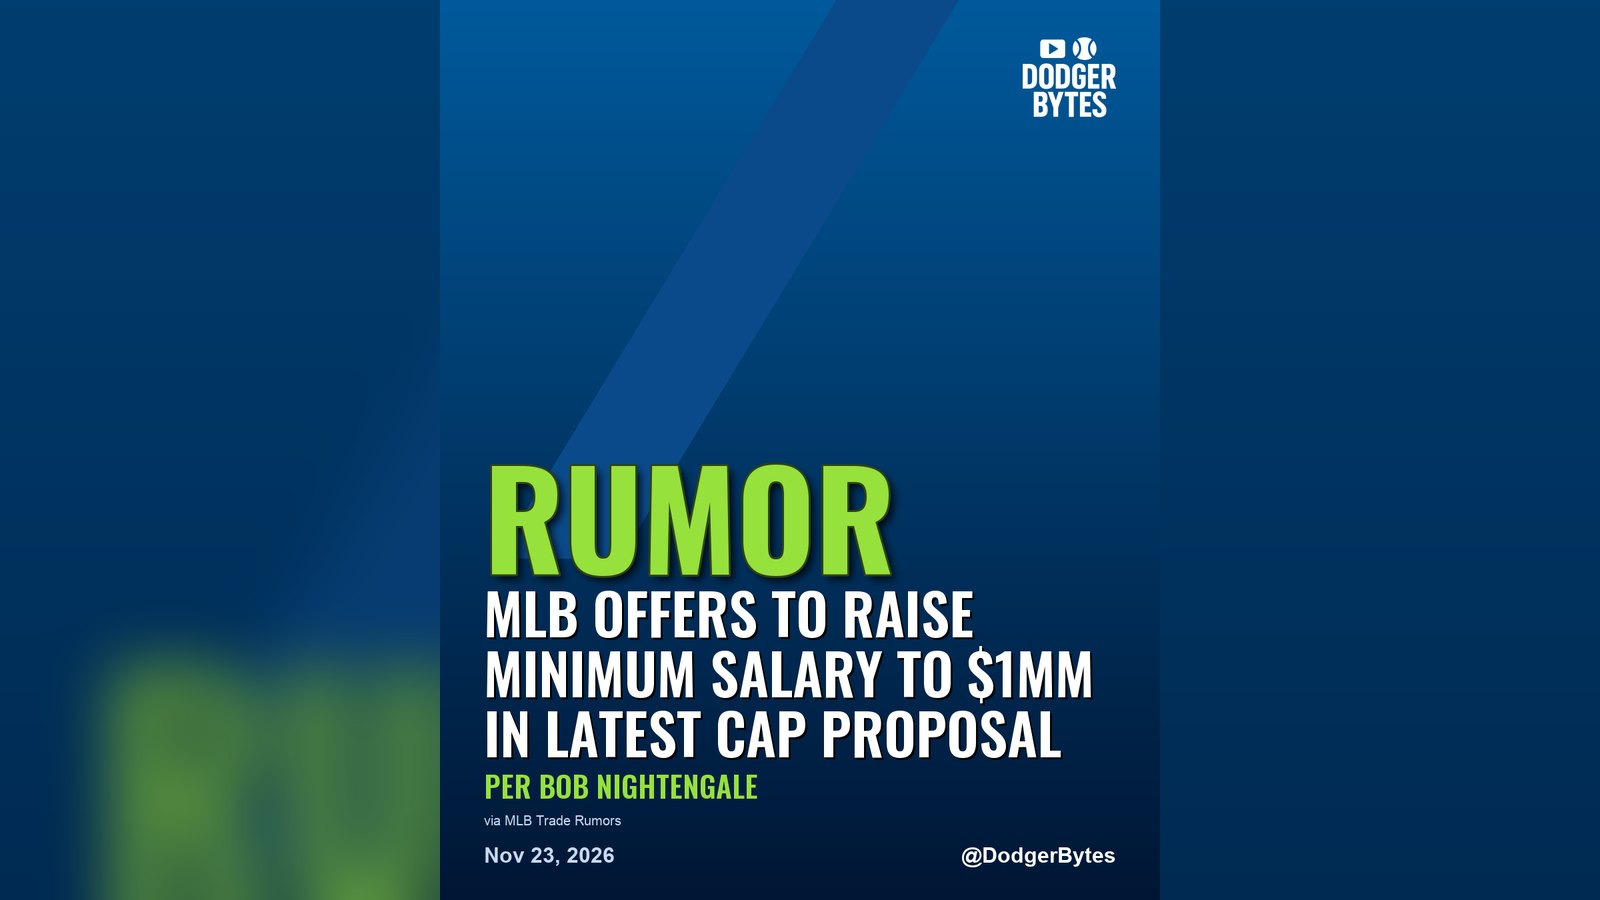 DODGER
BYTES
RUMOR
MLB OFFERS TO RAISE
MINIMUM SALARY TO $1MM
IN LATEST CAP PROPOSAL
PER BOB NIGHTENGALE
via MLB Trade Rumors
Nov 23, 2026
@DodgerBytes